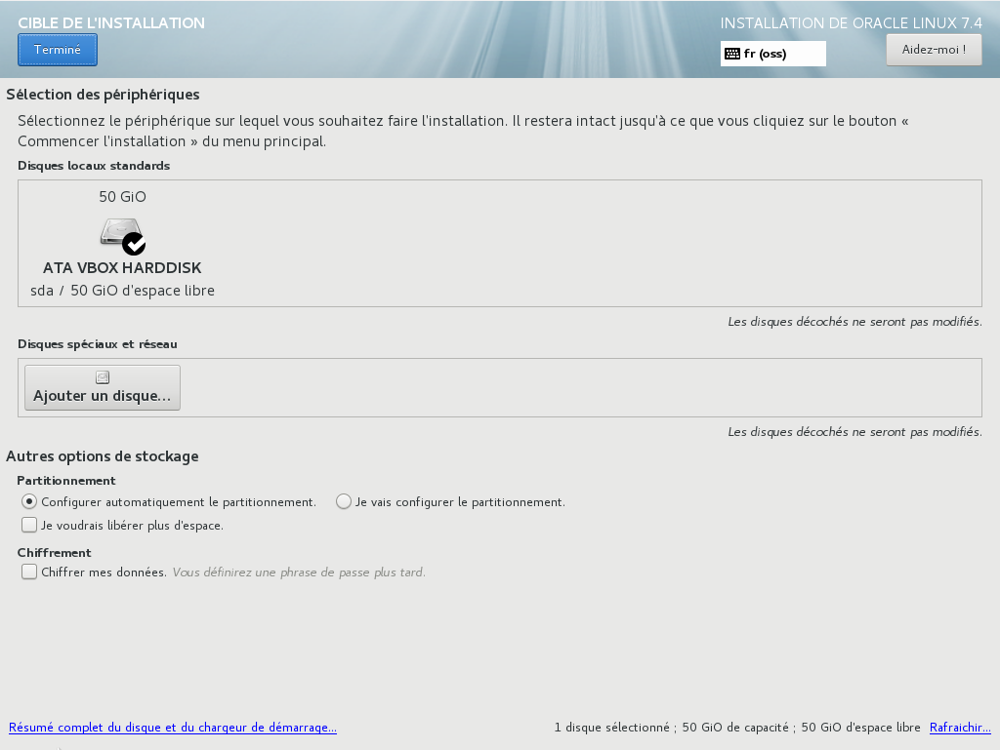 CIBLE DE L'INSTALLATION
INSTALLATION DE ORACLE LINUX 7.4
Terminé
fr (oss)
Aidez-moi !
Sélection des périphériques
Sélectionnez le périphérique sur lequel vous souhaitez faire l'installation. Il restera intact jusqu'à ce que vous cliquiez sur le bouton «
Commencer l'installation » du menu principal.
Disques locaux standards
50 GiO
ATA VBOX HARDDISK
sda / 50 GiO d'espace libre
Les disques décochés ne seront pas modifiés.
Disques spéciaux et réseau
Ajouter un disque...
Les disques décochés ne seront pas modifiés.
Autres options de stockage
Partitionnement
Configurer automatiquement le partitionnement. Je vais configurer le partitionnement.
Je voudrais libérer plus d'espace.
Chiffrement
Chiffrer mes données. Vous définirez une phrase de passe plus tard.
Résumé complet du disque et du chargeur de démarrage... 1 disque sélectionné ; 50 GiO de capacité ; 50 GiO d'espace libre Rafraichir...